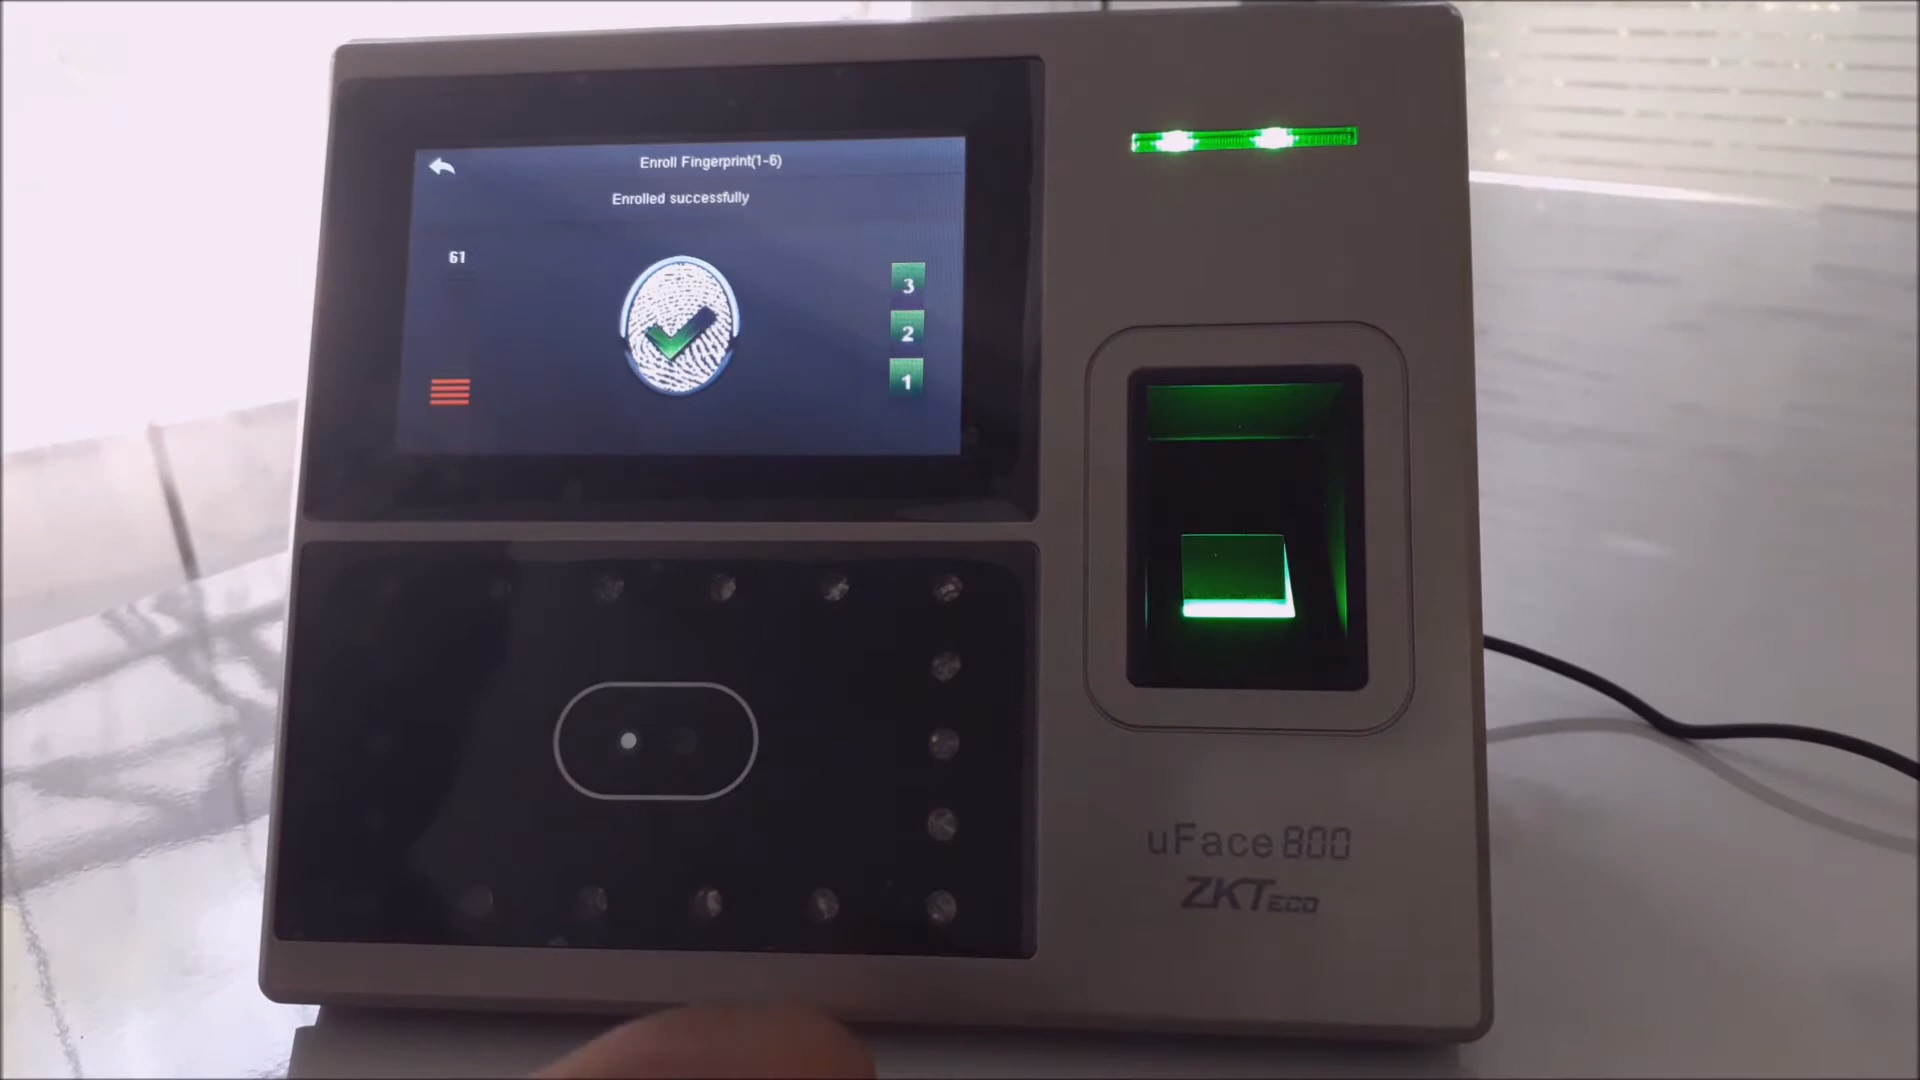 Enroll Fingerprint(1-6)
Enrolled successfully
61
3
2
1
uFace 800
ZKTeco